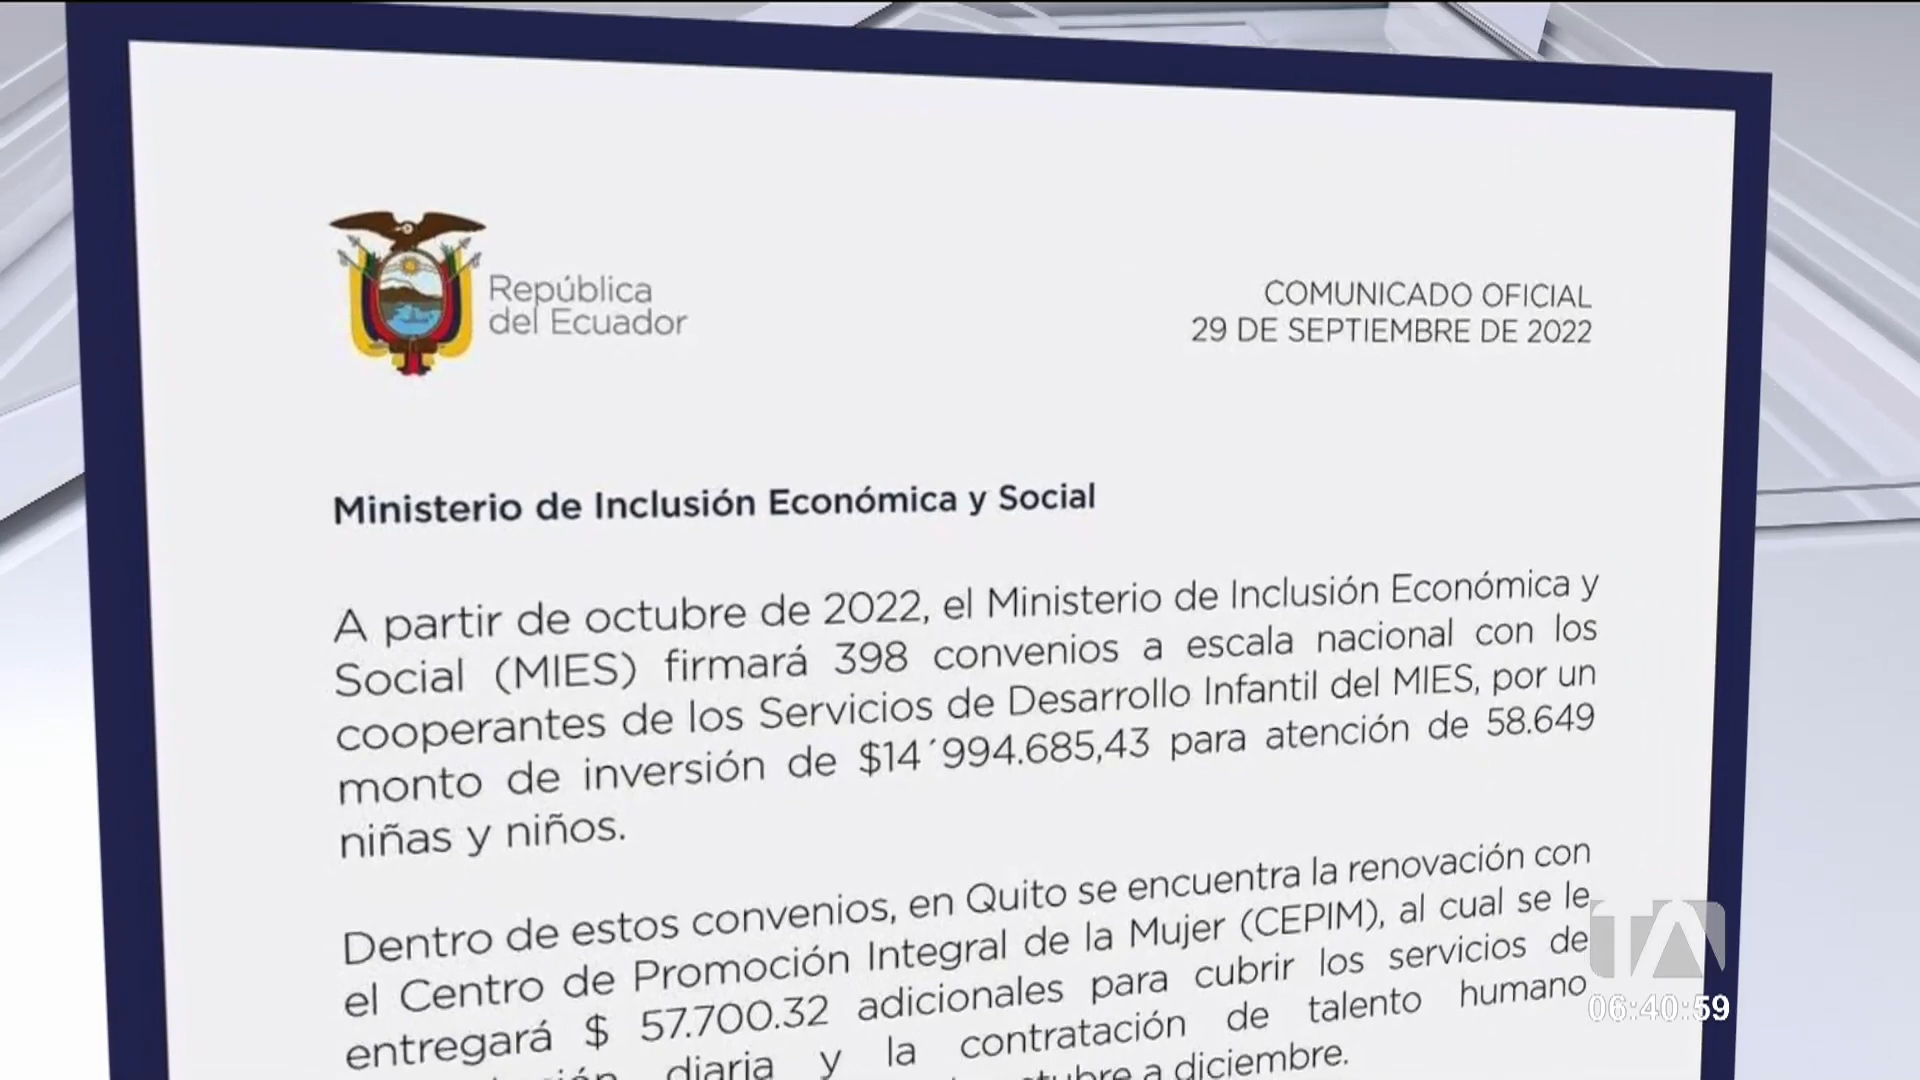 República
del Ecuador
COMUNICADO OFICIAL
29 DE SEPTIEMBRE DE 2022
Ministerio de Inclusión Económica y Social
A partir de octubre de 2022, el Ministerio de Inclusión Económica y
Social (MIES) firmará 398 convenios a escala nacional con los
cooperantes de los Servicios de Desarrollo Infantil del MIES, por un
monto de inversión de $14´994.685,43 para atención de 58.649
niñas y niños.
Dentro de estos convenios, en Quito se encuentra la renovación con
el Centro de Promoción Integral de la Mujer (CEPIM), al cual se le
entregará $ 57.700.32 adicionales para cubrir los servicios de
diaria y la contratación de talento humano
a diciembre.
TA
06:40:59